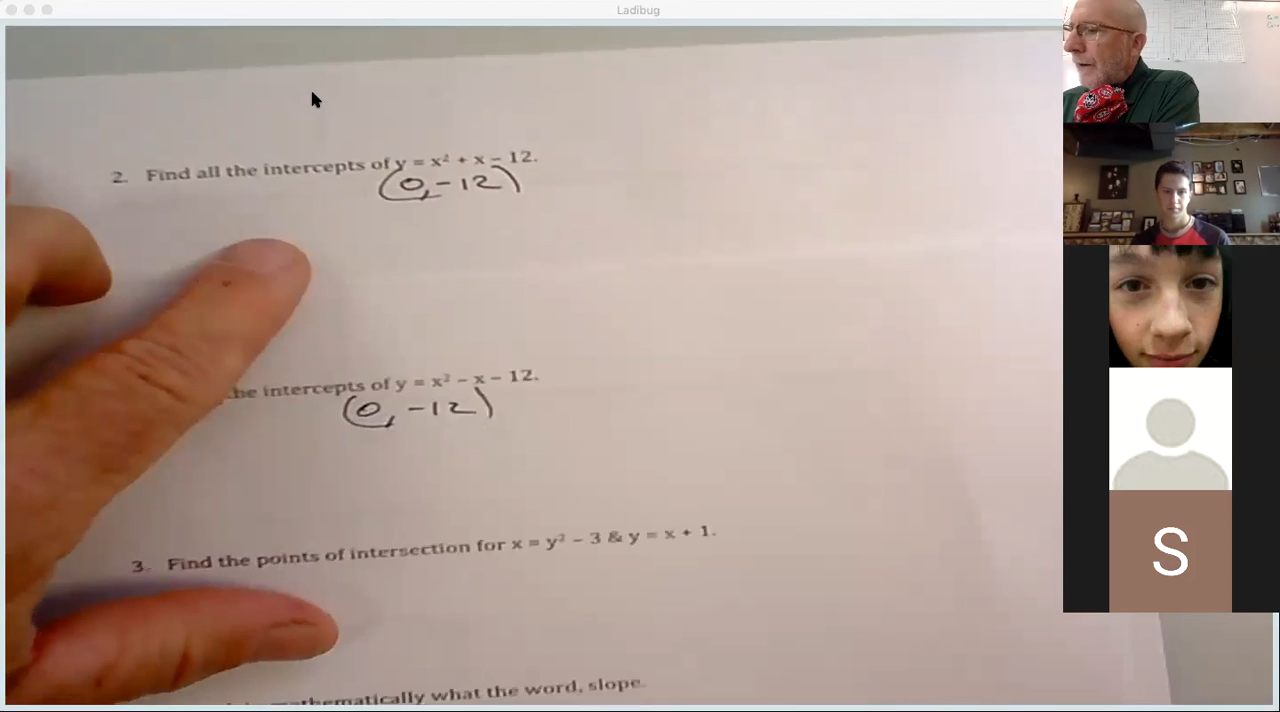 Ladibug
2. Find all the intercepts of y = x² + x – 12.
(0, -12)
the intercepts of y = x² – x – 12.
(0, -12)
3. Find the points of intersection for x = y² – 3 & y = x + 1.
mathematically what the word, slope.
S